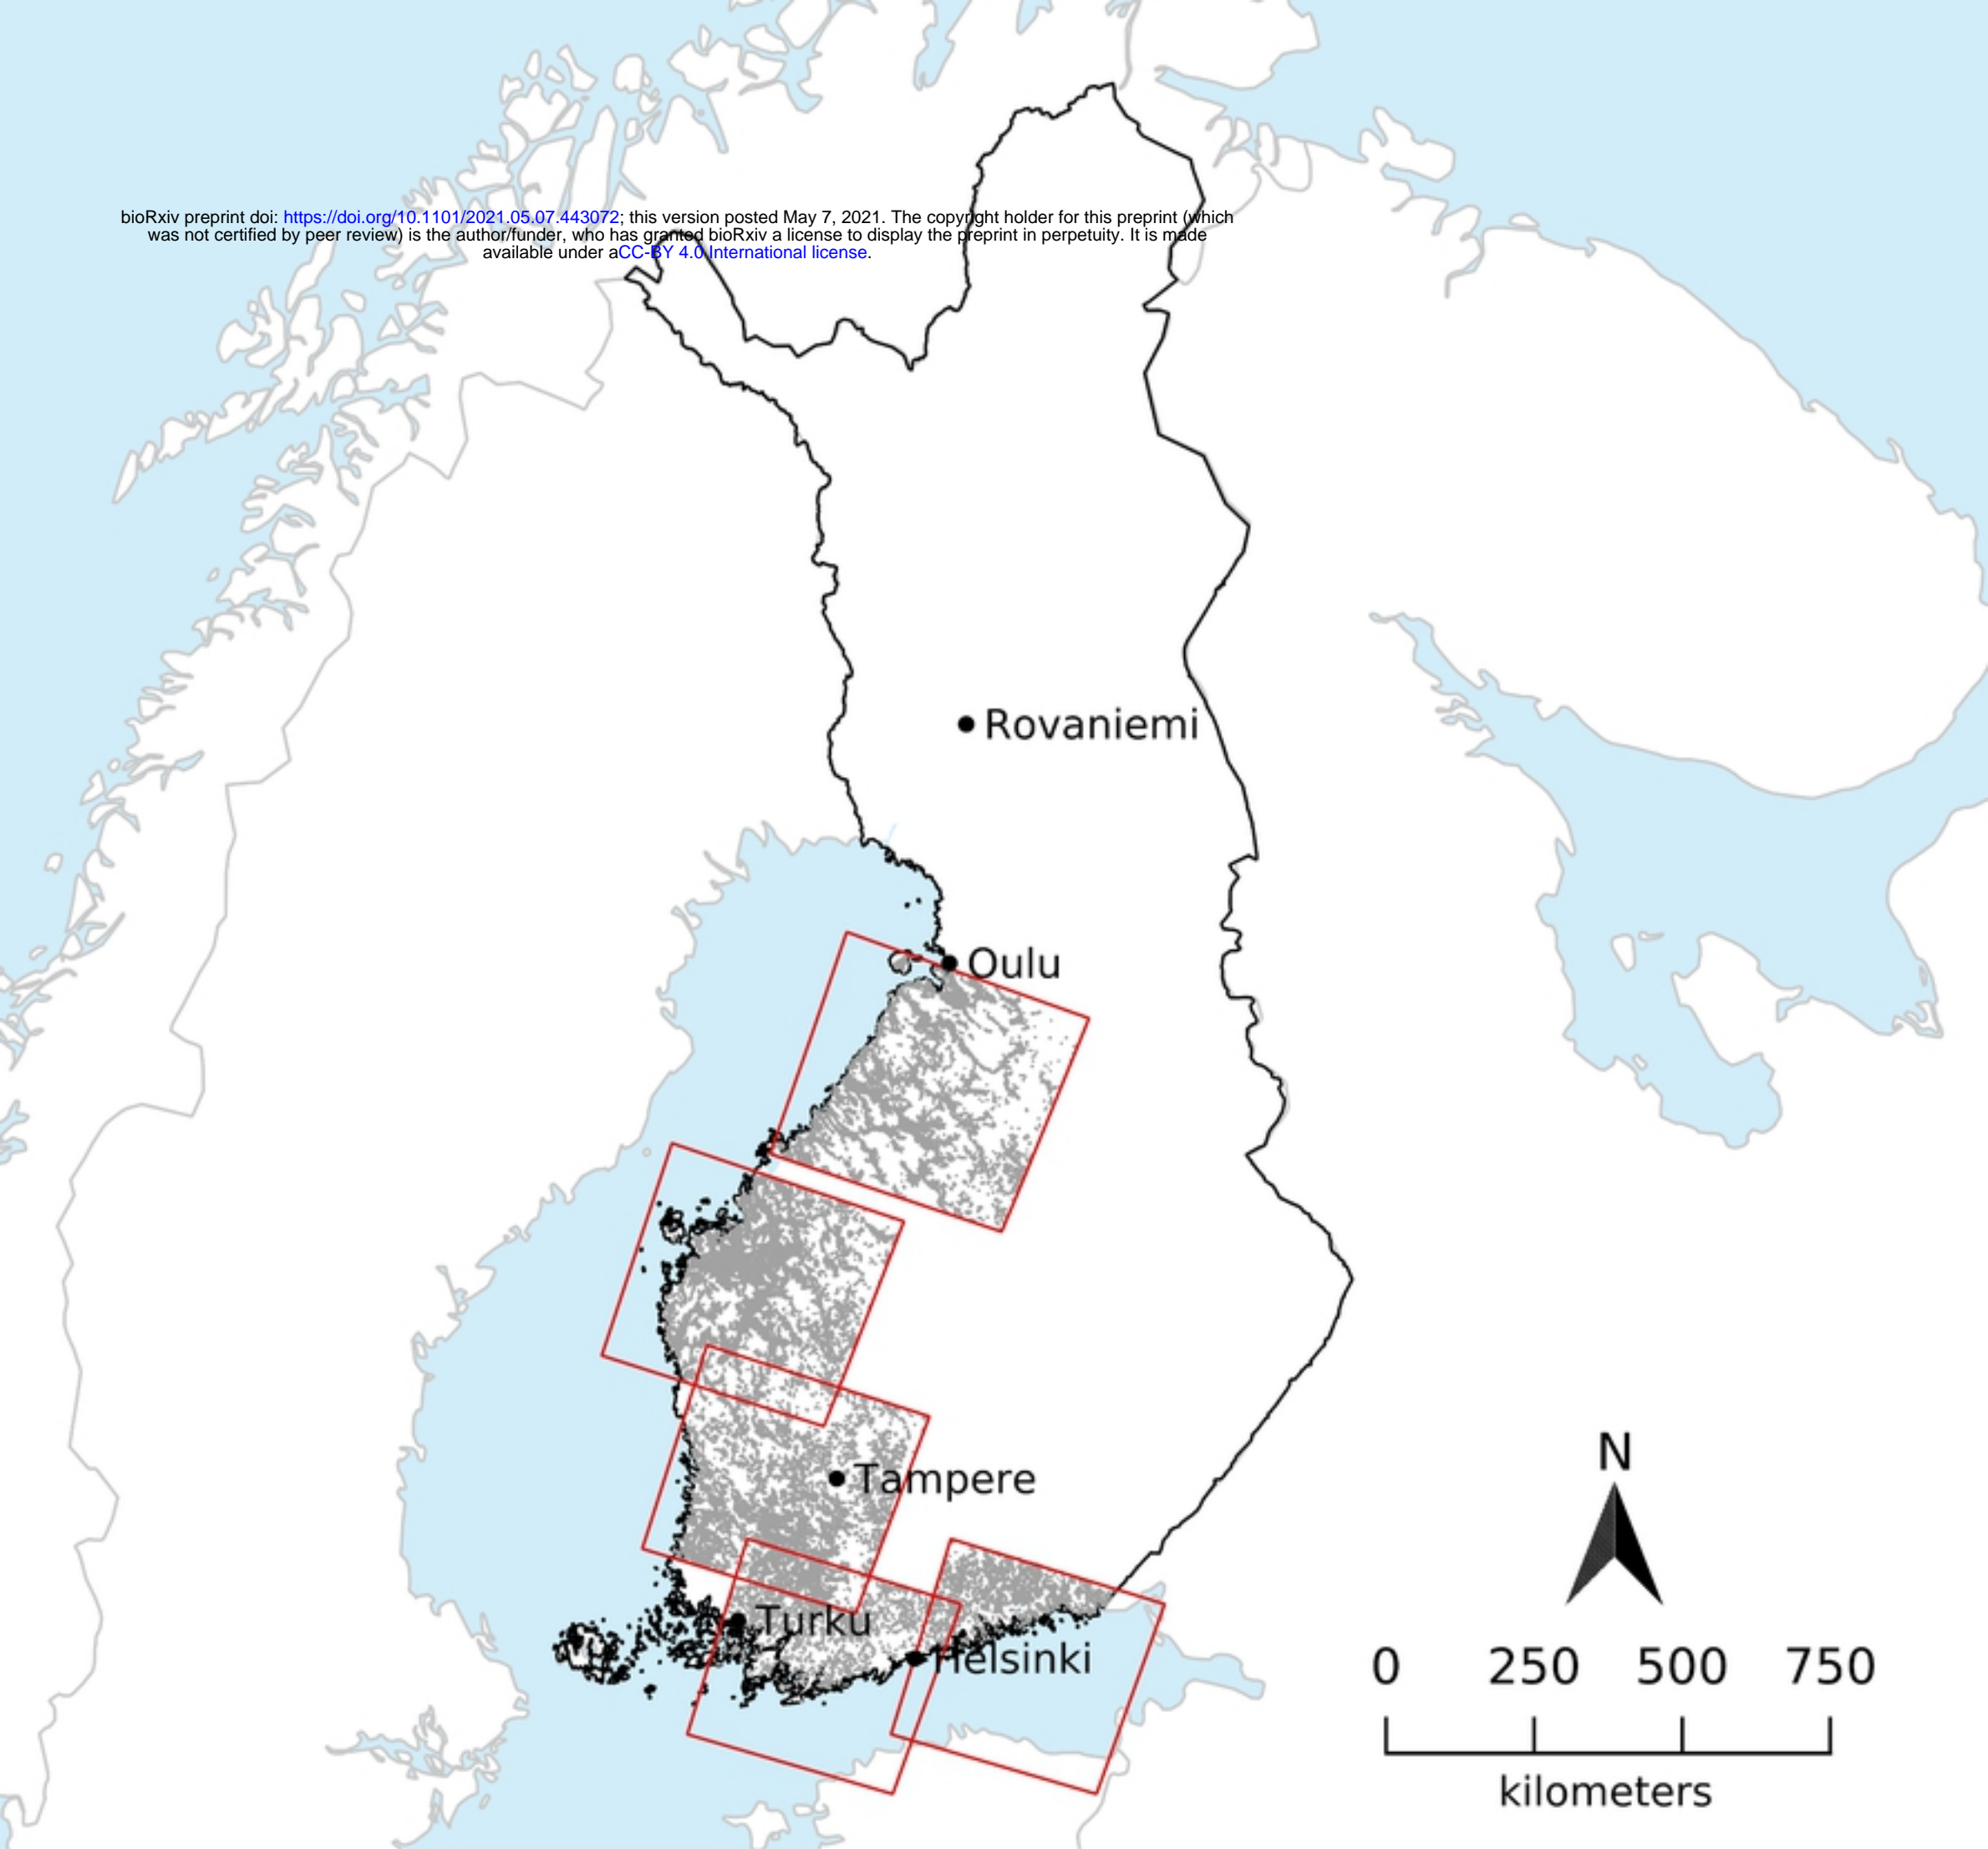 bioRxiv preprint doi: https://doi.org/10.1101/2021.05.07.443072; this version posted May 7, 2021. The copyright holder for this preprint (which
was not certified by peer review) is the author/funder, who has granted bioRxiv a license to display the preprint in perpetuity. It is made
available under aCC-BY 4.0 International license.
Rovaniemi
Oulu
Tampere
Turku
Helsinki
N
0 250 500 750
kilometers